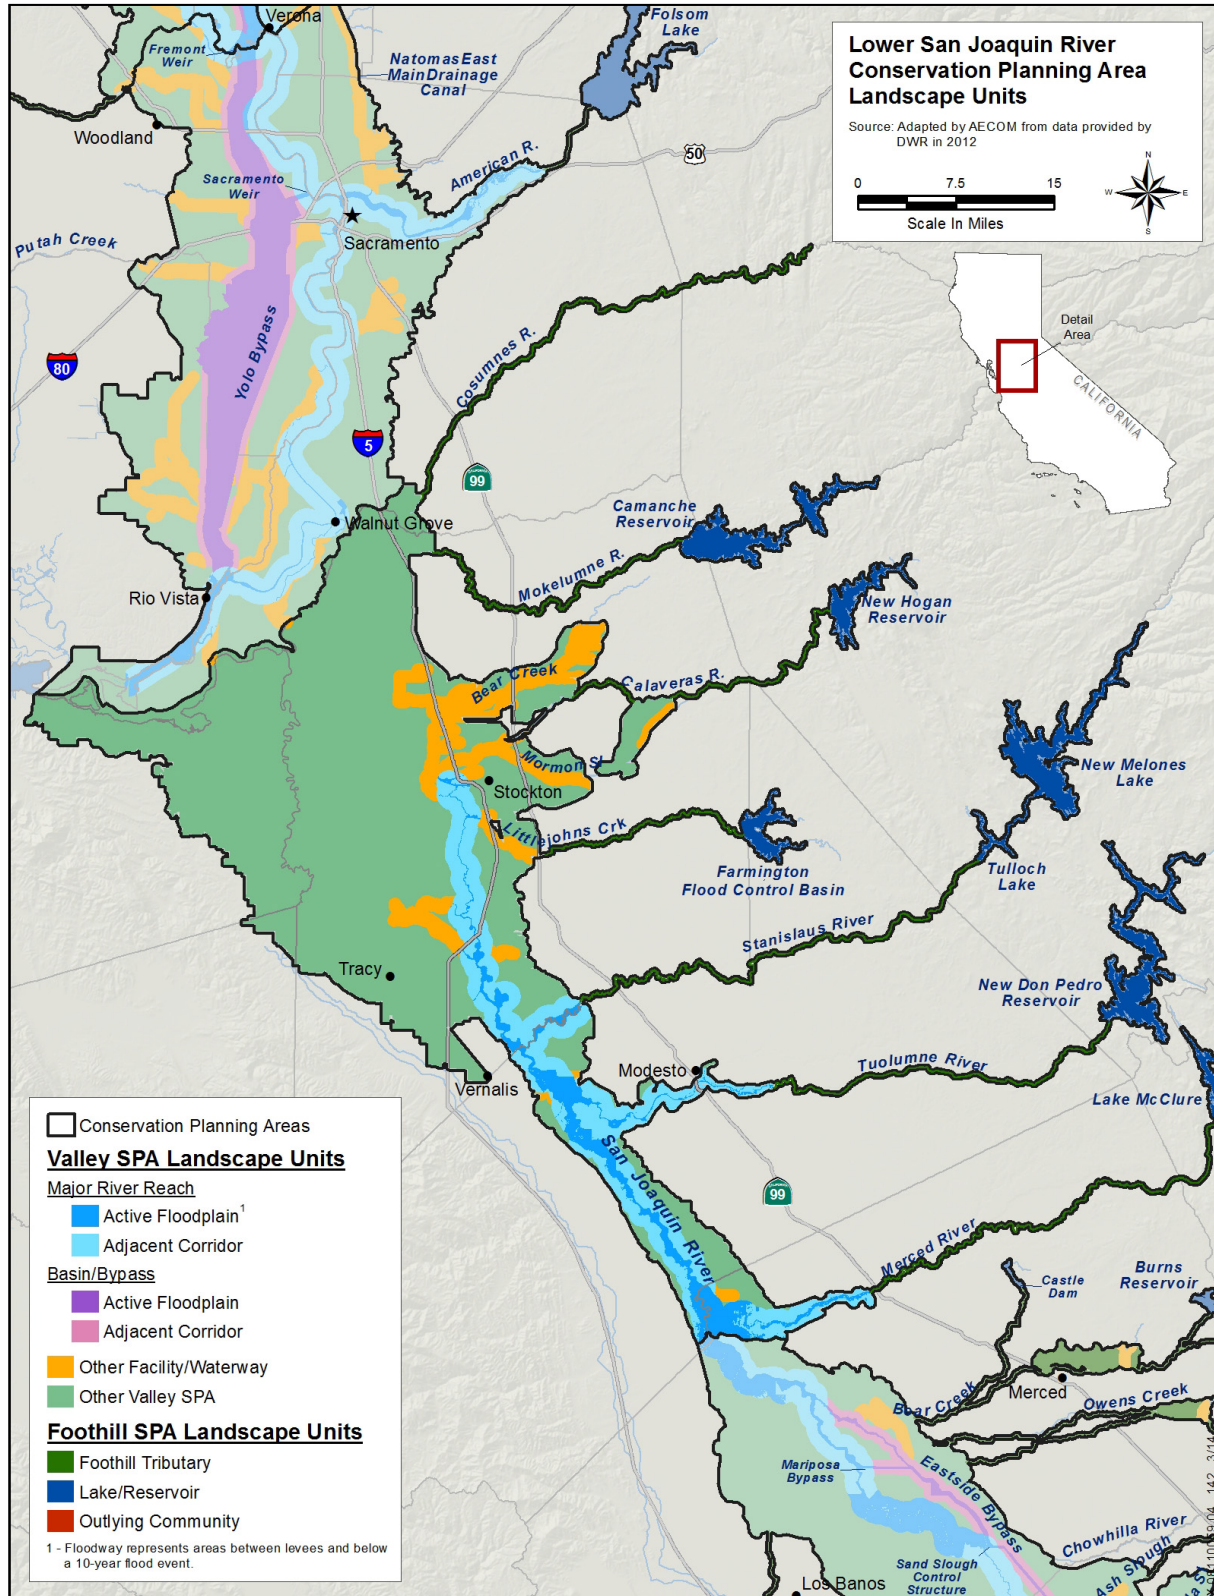 Verona
Folsom
Lake
Fremont
Weir
Natomas East
Main Drainage
Canal
Lower San Joaquin River
Conservation Planning Area
Landscape Units
Source: Adapted by AECOM from data provided by
DWR in 2012
0 7.5 15
Scale In Miles
N
W E
S
Woodland
50
American R.
Sacramento
Weir
Sacramento
Putah Creek
Detail
Area
CALIFORNIA
Yolo Bypass
80
Cosumnes R.
5
CALIFORNIA
99
Walnut Grove
Camanche
Reservoir
Mokelumne R.
Rio Vista
New Hogan
Reservoir
Bear Creek
Calaveras R.
Mormon Sl
Stockton
New Melones
Lake
Littlejohns Crk
Farmington
Flood Control Basin
Tulloch
Lake
Stanislaus River
Tracy
New Don Pedro
Reservoir
Modesto
Tuolumne River
Vernalis
Lake McClure
San Joaquin River
CALIFORNIA
99
Merced River
Castle
Dam
Burns
Reservoir
Bear Creek
Merced
Owens Creek
Mariposa
Bypass
Eastside Bypass
Chowhilla River
Ash Slough
Sand Slough
Control
Structure
Los Banos
Conservation Planning Areas
Valley SPA Landscape Units
Major River Reach
Active Floodplain1
Adjacent Corridor
Basin/Bypass
Active Floodplain
Adjacent Corridor
Other Facility/Waterway
Other Valley SPA
Foothill SPA Landscape Units
Foothill Tributary
Lake/Reservoir
Outlying Community
1 - Floodway represents areas between levees and below
a 10-year flood event.